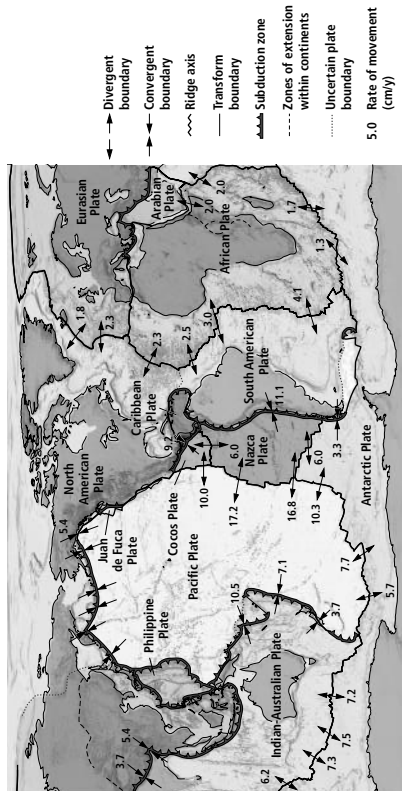 Divergent
boundary
Convergent
boundary
Ridge axis
Transform
boundary
Subduction zone
Zones of extension
within continents
Uncertain plate
boundary
5.0 Rate of movement
(cm/y)
Eurasian
Plate
Arabian
Plate
African Plate
2.0
2.0
1.7
1.3
1.8
2.3
2.3
2.5
3.0
4.1
North
American
Plate
Caribbean
Plate
South American
Plate
9.2
11.1
6.0
Nazca
Plate
Cocos Plate
10.0
17.2
16.8
10.3
6.0
3.3
Antarctic Plate
5.4
Juan
de Fuca
Plate
Pacific Plate
Philippine
Plate
10.5
7.1
3.7
7.7
5.7
Indian-Australian Plate
5.4
3.7
7.2
7.5
7.3
6.2